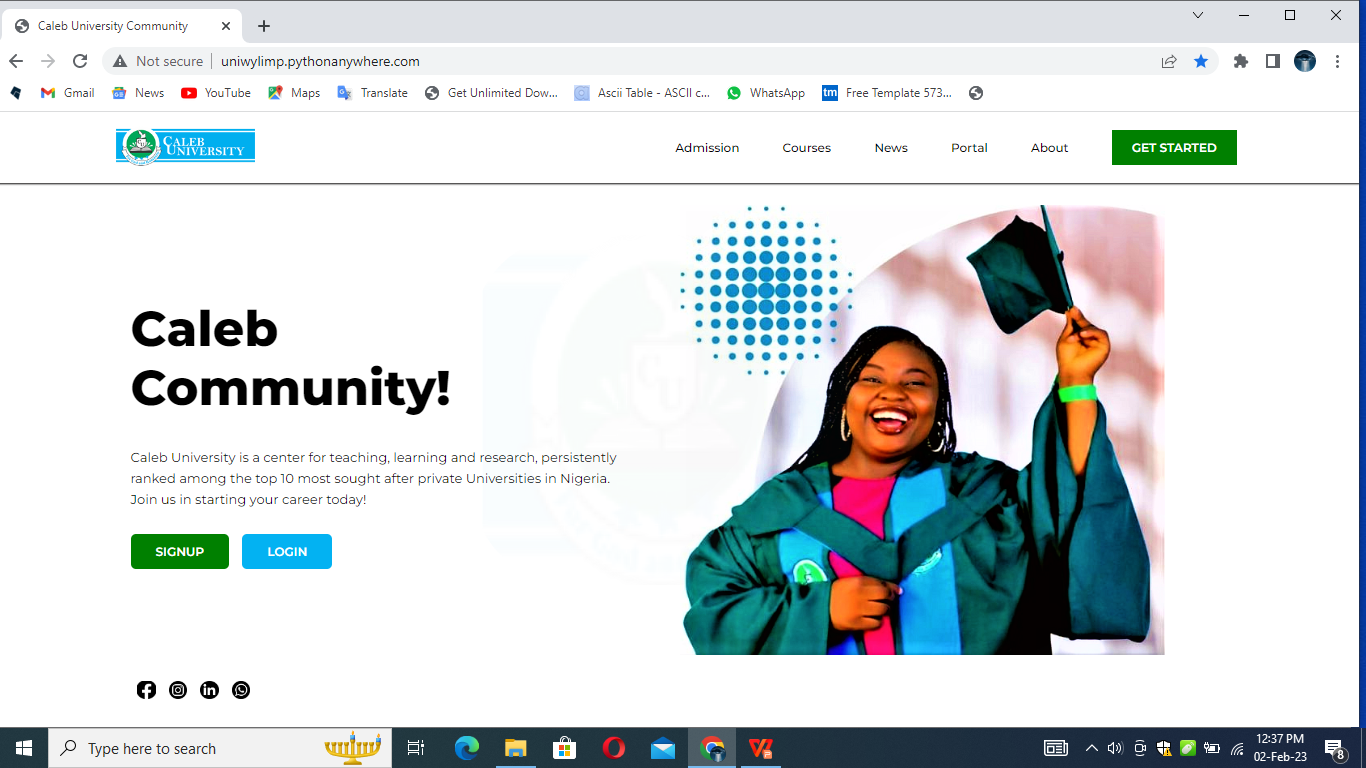 Caleb University Community
Not secure
uniwylimp.pythonanywhere.com
Gmail
News
YouTube
Maps
Translate
Get Unlimited Dow...
Ascii Table - ASCII c...
WhatsApp
tm
Free Template 573...
CALEB
UNIVERSITY
Admission
Courses
News
Portal
About
GET STARTED
Caleb
Community!
Caleb University is a center for teaching, learning and research, persistently
ranked among the top 10 most sought after private Universities in Nigeria.
Join us in starting your career today!
SIGNUP
LOGIN
Type here to search
12:37 PM
02-Feb-23
8